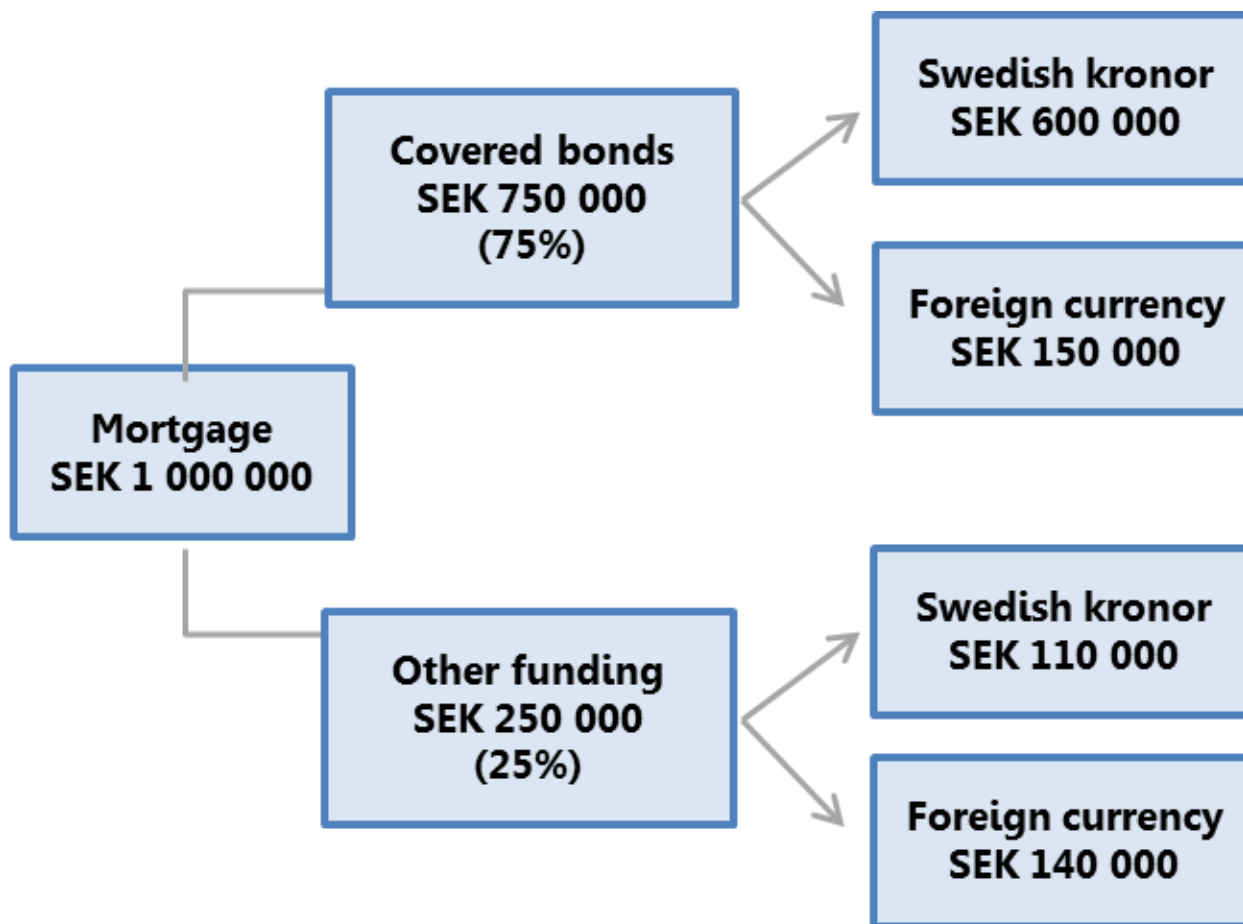 Mortgage
SEK 1 000 000
Covered bonds
SEK 750 000
(75%)
Swedish kronor
SEK 600 000
Foreign currency
SEK 150 000
Other funding
SEK 250 000
(25%)
Swedish kronor
SEK 110 000
Foreign currency
SEK 140 000